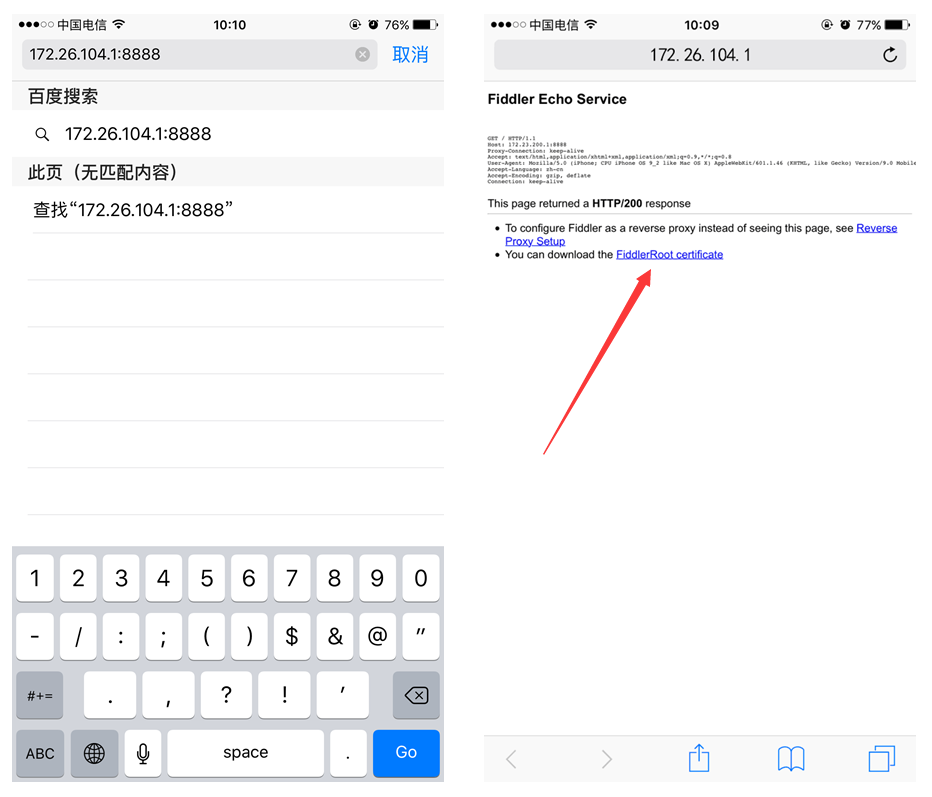 中国电信 10:10 76%
172.26.104.1:8888 取消
百度搜索
172.26.104.1:8888
此页（无匹配内容）
查找“172.26.104.1:8888”
1 2 3 4 5 6 7 8 9 0
- / : ; ( ) $ & @ "
#+= . , ? ! ’
ABC space . Go
中国电信 10:09 77%
172.26.104.1
Fiddler Echo Service
GET / HTTP/1.1
Host: 172.23.200.1:8888
Proxy-Connection: keep-alive
Accept: text/html,application/xhtml+xml,application/xml;q=0.9,*/*;q=0.8
User-Agent: Mozilla/5.0 (iPhone; CPU iPhone OS 9_2 like Mac OS X) AppleWebKit/601.1.46 (KHTML, like Gecko) Version/9.0 Mobile
Accept-Language: zh-cn
Accept-Encoding: gzip, deflate
Connection: keep-alive
This page returned a HTTP/200 response
• To configure Fiddler as a reverse proxy instead of seeing this page, see Reverse
Proxy Setup
• You can download the FiddlerRoot certificate